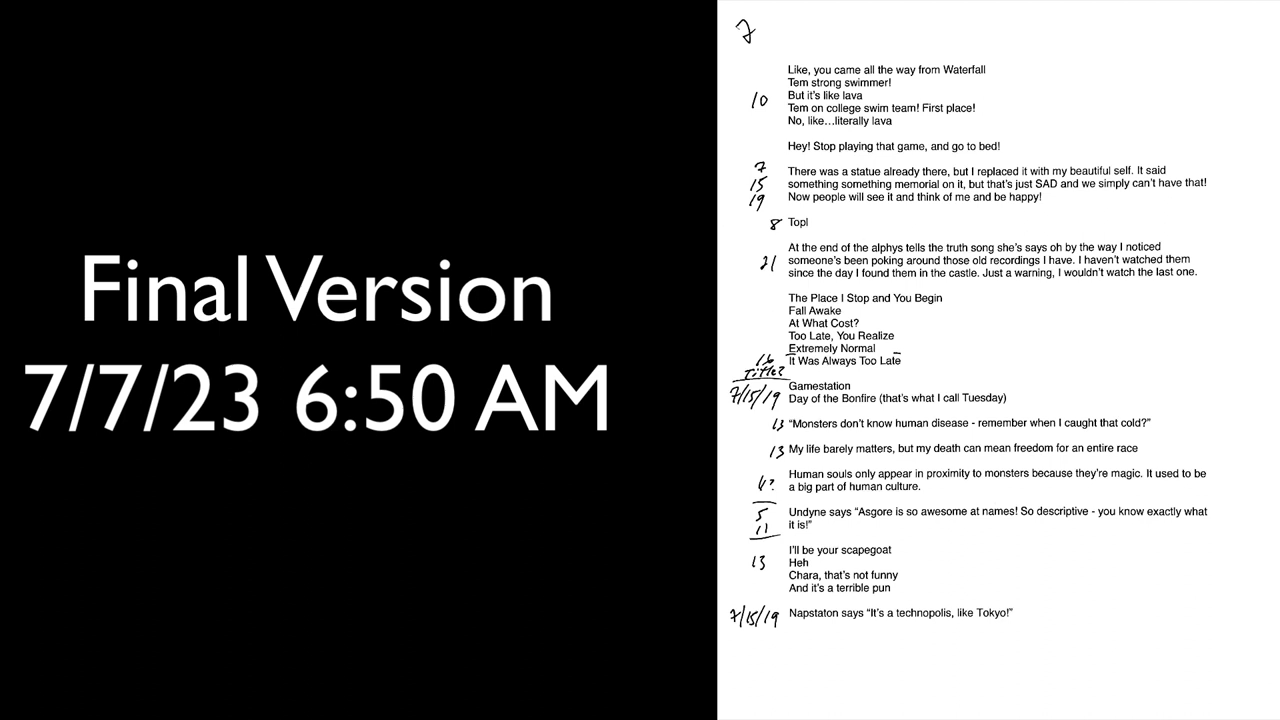 Final Version
7/7/23 6:50 AM
7
Like, you came all the way from Waterfall
Tem strong swimmer!
10 But it's like lava
Tem on college swim team! First place!
No, like…literally lava
Hey! Stop playing that game, and go to bed!
7
There was a statue already there, but I replaced it with my beautiful self. It said
15 something something memorial on it, but that's just SAD and we simply can't have that!
19 Now people will see it and think of me and be happy!
8 Topl
At the end of the alphys tells the truth song she's says oh by the way I noticed
21 someone's been poking around those old recordings I have. I haven't watched them
since the day I found them in the castle. Just a warning, I wouldn't watch the last one.
The Place I Stop and You Begin
Fall Awake
At What Cost?
Too Late, You Realize
Extremely Normal
16 It Was Always Too Late
Title?
Gamestation
7/15/19 Day of the Bonfire (that's what I call Tuesday)
13 “Monsters don't know human disease - remember when I caught that cold?”
13 My life barely matters, but my death can mean freedom for an entire race
Human souls only appear in proximity to monsters because they're magic. It used to be
a big part of human culture.
5 Undyne says “Asgore is so awesome at names! So descriptive - you know exactly what
11 it is!”
I'll be your scapegoat
13 Heh
Chara, that's not funny
And it's a terrible pun
7/15/19 Napstaton says “It's a technopolis, like Tokyo!”